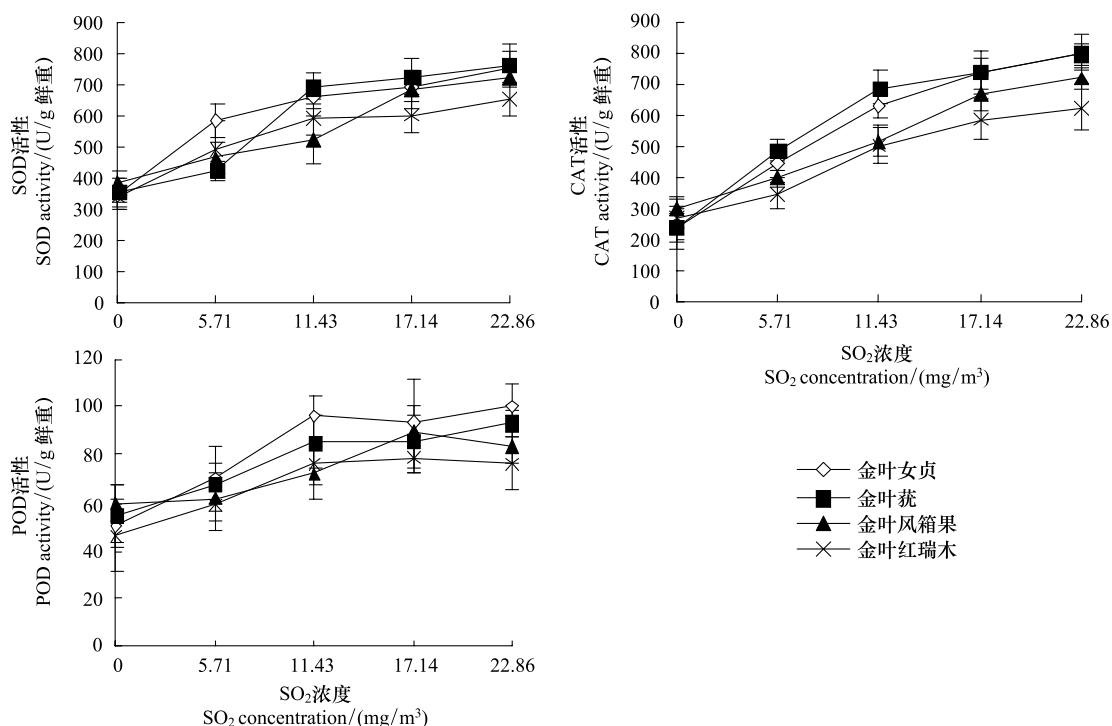 900
800
700
600
500
400
300
200
100
0
SOD活性
SOD activity/(U/g 鲜重)
0 5.71 11.43 17.14 22.86
900
800
700
600
500
400
300
200
100
0
CAT活性
CAT activity/(U/g 鲜重)
0 5.71 11.43 17.14 22.86
SO₂浓度
SO₂ concentration/(mg/m³)
120
100
80
60
40
20
0
POD活性
POD activity/(U/g 鲜重)
0 5.71 11.43 17.14 22.86
SO₂浓度
SO₂ concentration/(mg/m³)
金叶女贞
金叶莸
金叶风箱果
金叶红瑞木